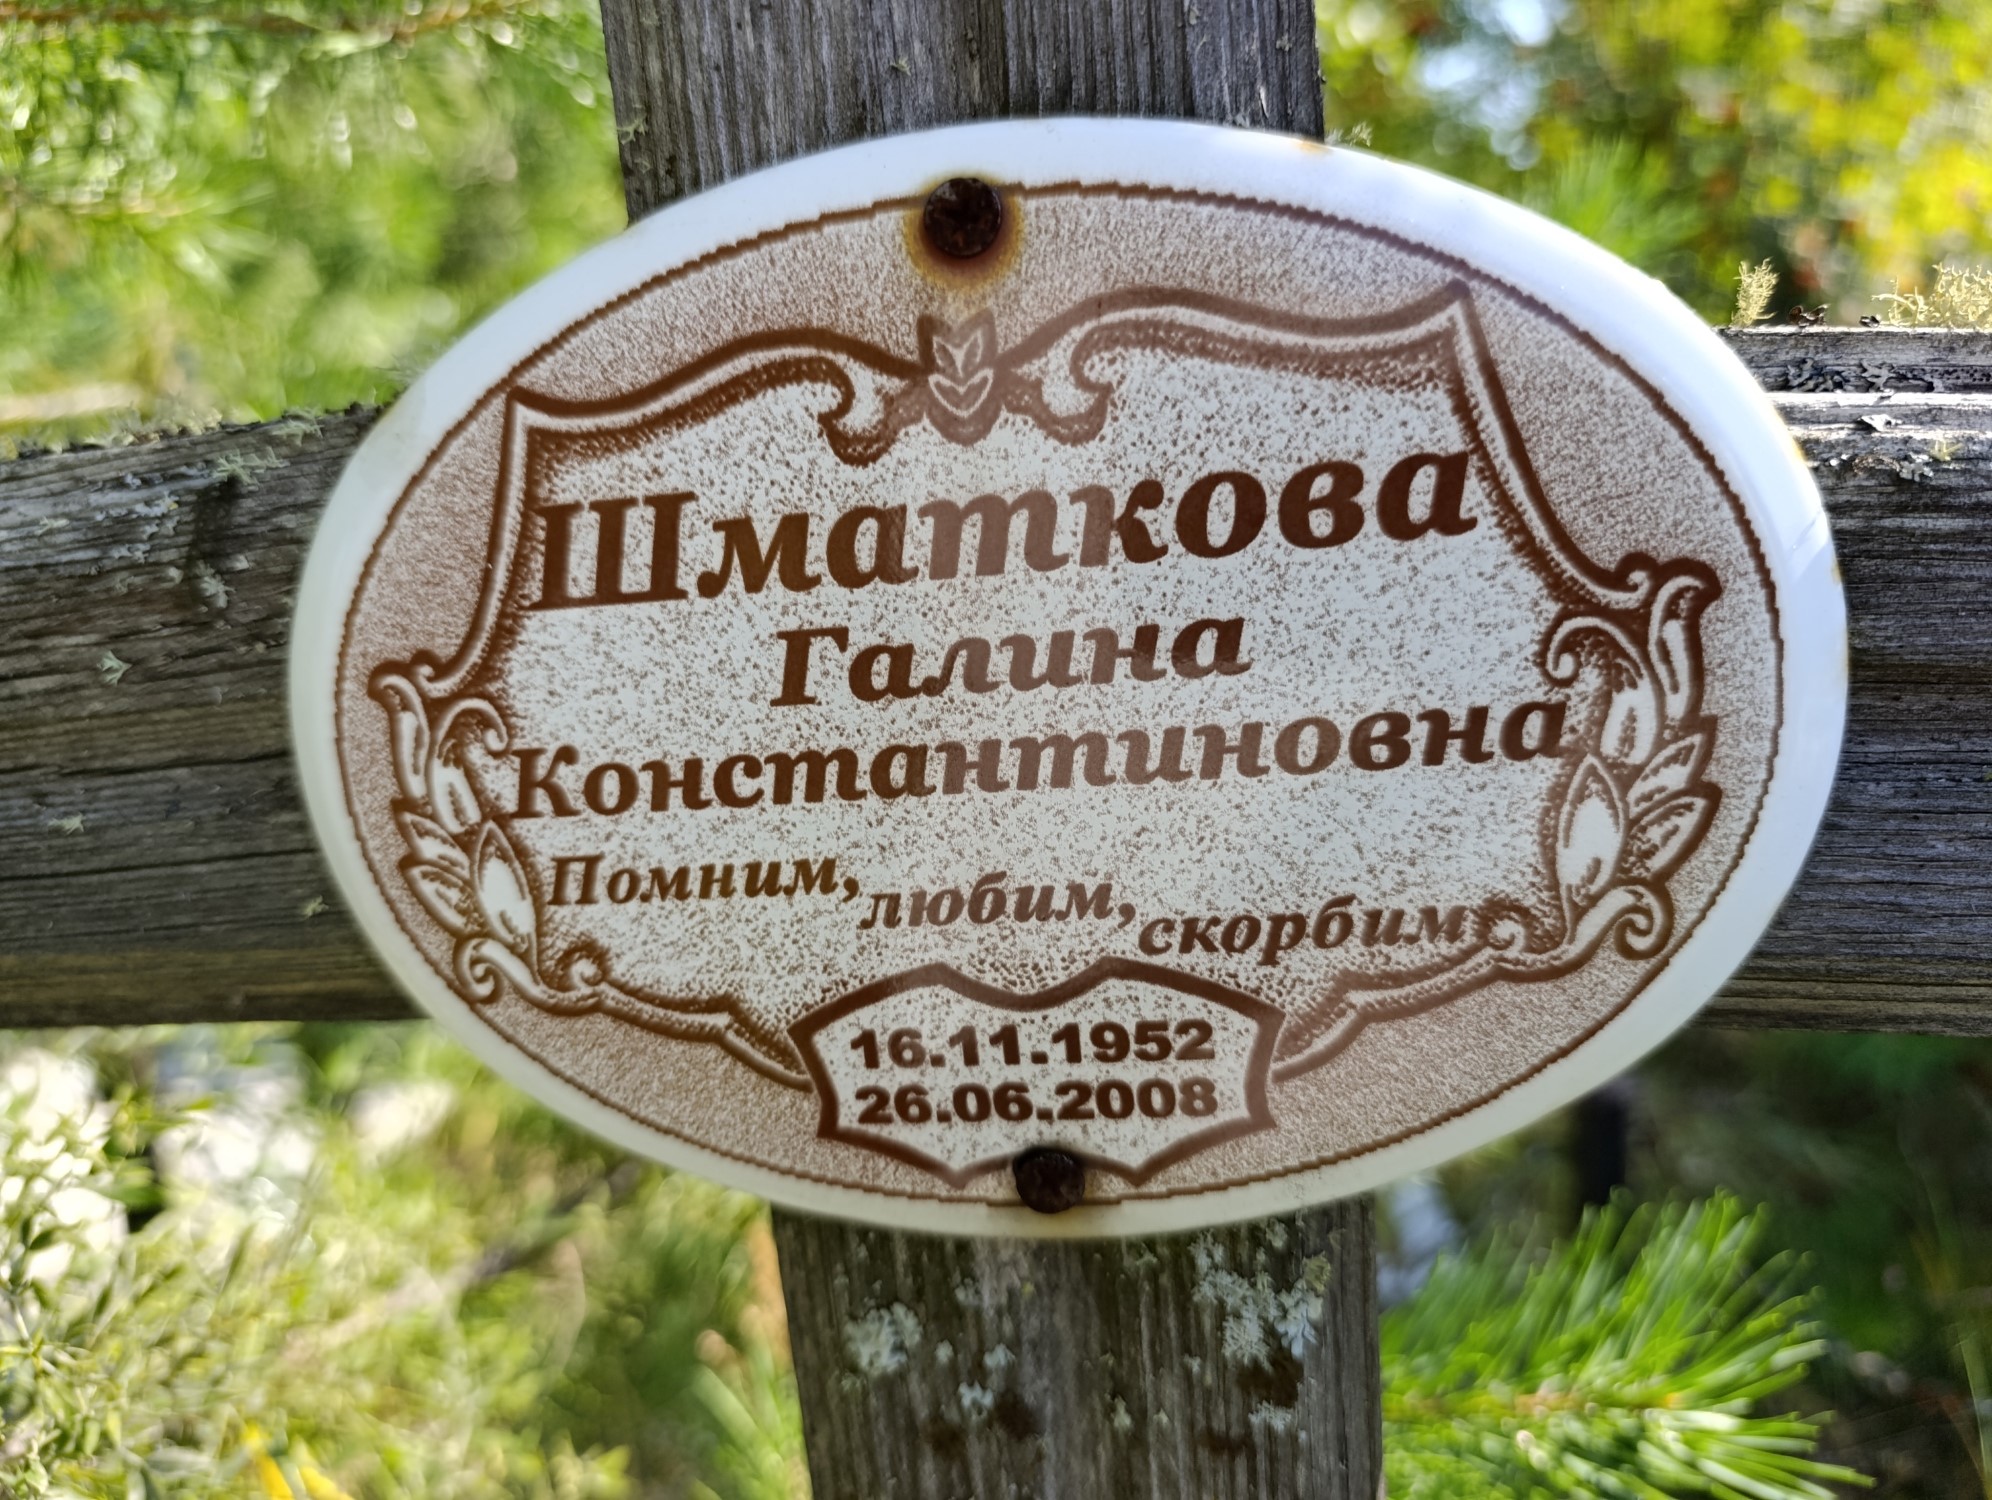 Шматкова
Галина
Константиновна
Помним, любим, скорбим
16.11.1952
26.06.2008